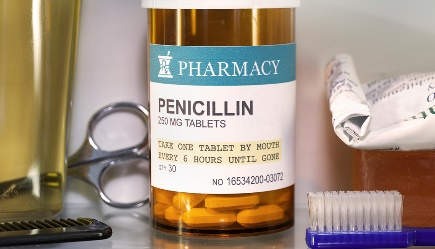 PHARMACY
PENICILLIN
250 MG TABLETS
TAKE ONE TABLET BY MOUTH
EVERY 6 HOURS UNTIL GONE
QTY 30
NO. 16534200-03072